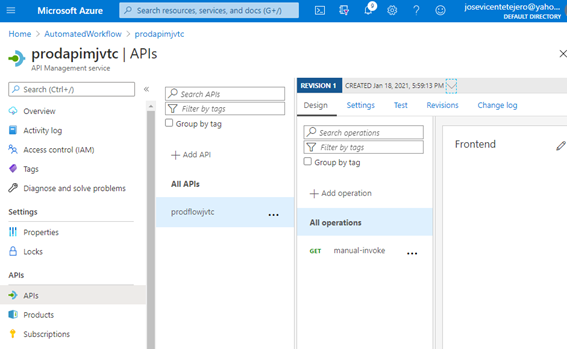 Microsoft Azure
Search resources, services, and docs (G+/)
1
josevicentetejero@yaho...
DEFAULT DIRECTORY
Home > AutomatedWorkflow > prodapimjvtc
prodapimjvtc | APIs
API Management service
Search (Ctrl+/)
«
Overview
Activity log
Access control (IAM)
Tags
Diagnose and solve problems
Settings
Properties
Locks
APIs
APIs
Products
Subscriptions
Search APIs
Filter by tags
Group by tag
+ Add API
All APIs
prodflowjvtc
...
REVISION 1
CREATED Jan 18, 2021, 5:59:13 PM
Design
Settings
Test
Revisions
Change log
Search operations
Filter by tags
Group by tag
+ Add operation
All operations
GET manual-invoke
...
Frontend